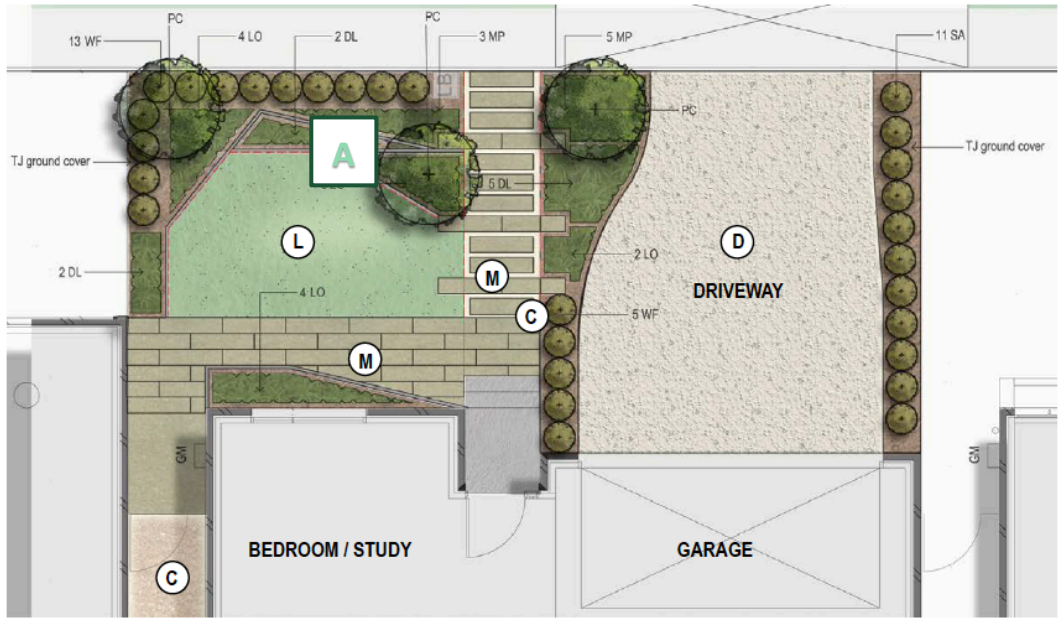 PC
PC
13 WF
4 LO
2 DL
3 MP
5 MP
11 SA
LB
PC
A
TJ ground cover
TJ ground cover
5 DL
L
D
2 DL
M
2 LO
DRIVEWAY
4 LO
C
5 WF
M
GM
GM
BEDROOM / STUDY
GARAGE
C